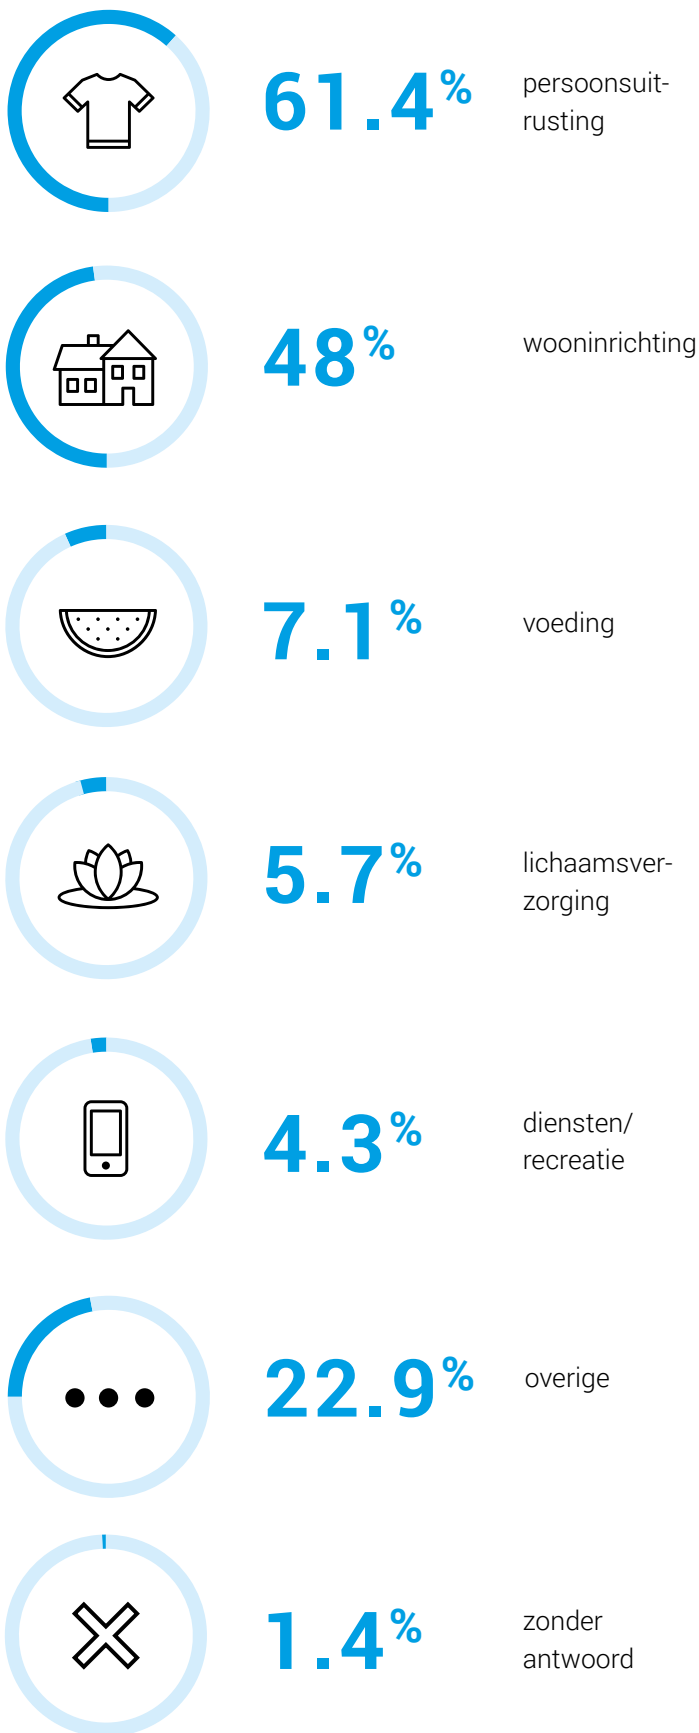 61.4%
persoonsuit-
rusting
48%
wooninrichting
7.1%
voeding
5.7%
lichaamsver-
zorging
4.3%
diensten/
recreatie
22.9%
overige
1.4%
zonder
antwoord